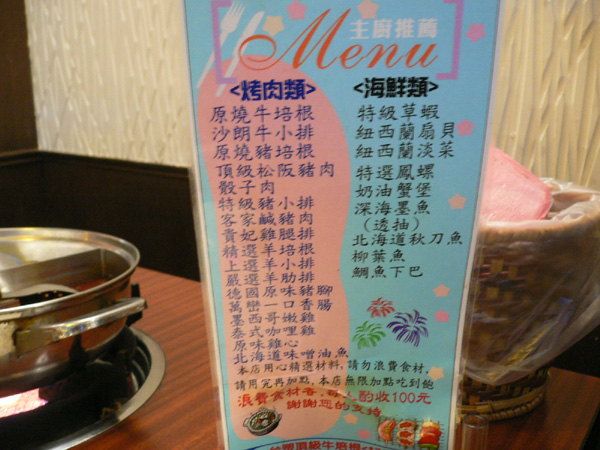 主廚推薦
Menu
<烤肉類>
原燒牛培根
沙朗牛小排
原燒豬培根
頂級松阪豬肉
骰子肉
特級豬小排
客家鹹豬肉
貴妃雞腿排
精選羊培根
上選羊小排
嚴選羊肋排
德國原味豬腳
萬巒一口香腸
墨西哥嫩雞
泰式咖哩雞
原味雞心
北海道味噌油魚
<海鮮類>
特級草蝦
紐西蘭扇貝
紐西蘭淡菜
特選鳳螺
奶油蟹堡
深海墨魚
(透抽)
北海道秋刀魚
柳葉魚
鯛魚下巴
本店用心精選材料,請勿浪費食材,
請用完再加點,本店無限加點吃到飽
浪費食材者,每人酌收100元
謝謝您的支持
頂級牛培根